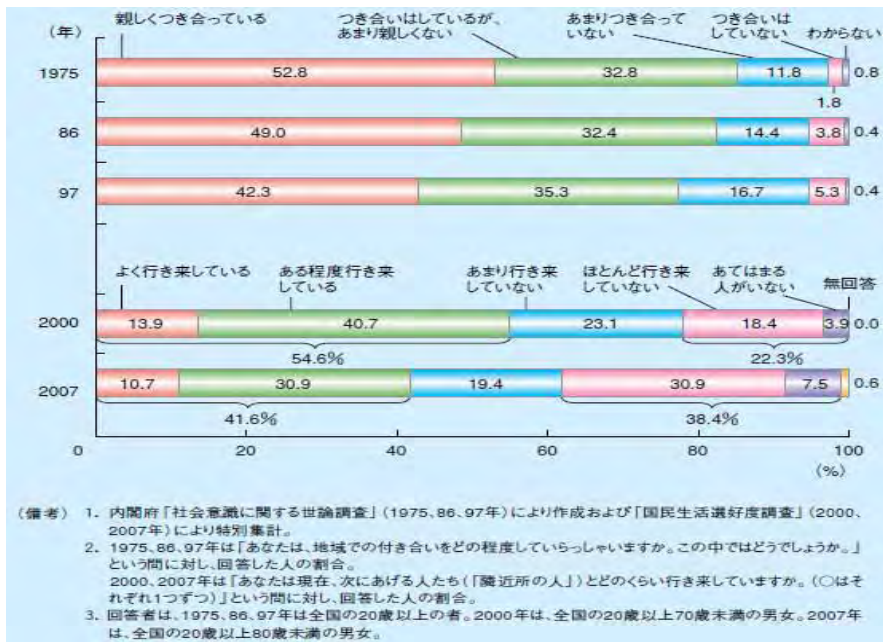 (年)
親しくつき合っている
つき合いはしているが、
あまり親しくない
あまりつき合って
いない
つき合いは
していない
わからない
1975
52.8
32.8
11.8
1.8
0.8
86
49.0
32.4
14.4
3.8
0.4
97
42.3
35.3
16.7
5.3
0.4
よく行き来している
ある程度行き来
している
あまり行き来
していない
ほとんど行き来
していない
あてはまる
人がいない
無回答
2000
13.9
40.7
23.1
18.4
3.9
0.0
54.6%
22.3%
2007
10.7
30.9
19.4
30.9
7.5
0.6
41.6%
38.4%
0
20
40
60
80
100
(%)
(備考) 1. 内閣府「社会意識に関する世論調査」(1975、86、97年)により作成および「国民生活選好度調査」(2000、
2007年)により特別集計。
2. 1975、86、97年は「あなたは、地域での付き合いをどの程度していらっしゃいますか。この中ではどうでしょうか。」
という問に対し、回答した人の割合。
2000、2007年は「あなたは現在、次にあげる人たち(「隣近所の人」)とどのくらい行き来していますか。(○はそ
れぞれ1つずつ)」という問に対し、回答した人の割合。
3. 回答者は、1975、86、97年は全国の20歳以上の者。2000年は、全国の20歳以上70歳未満の男女。2007年
は、全国の20歳以上80歳未満の男女。